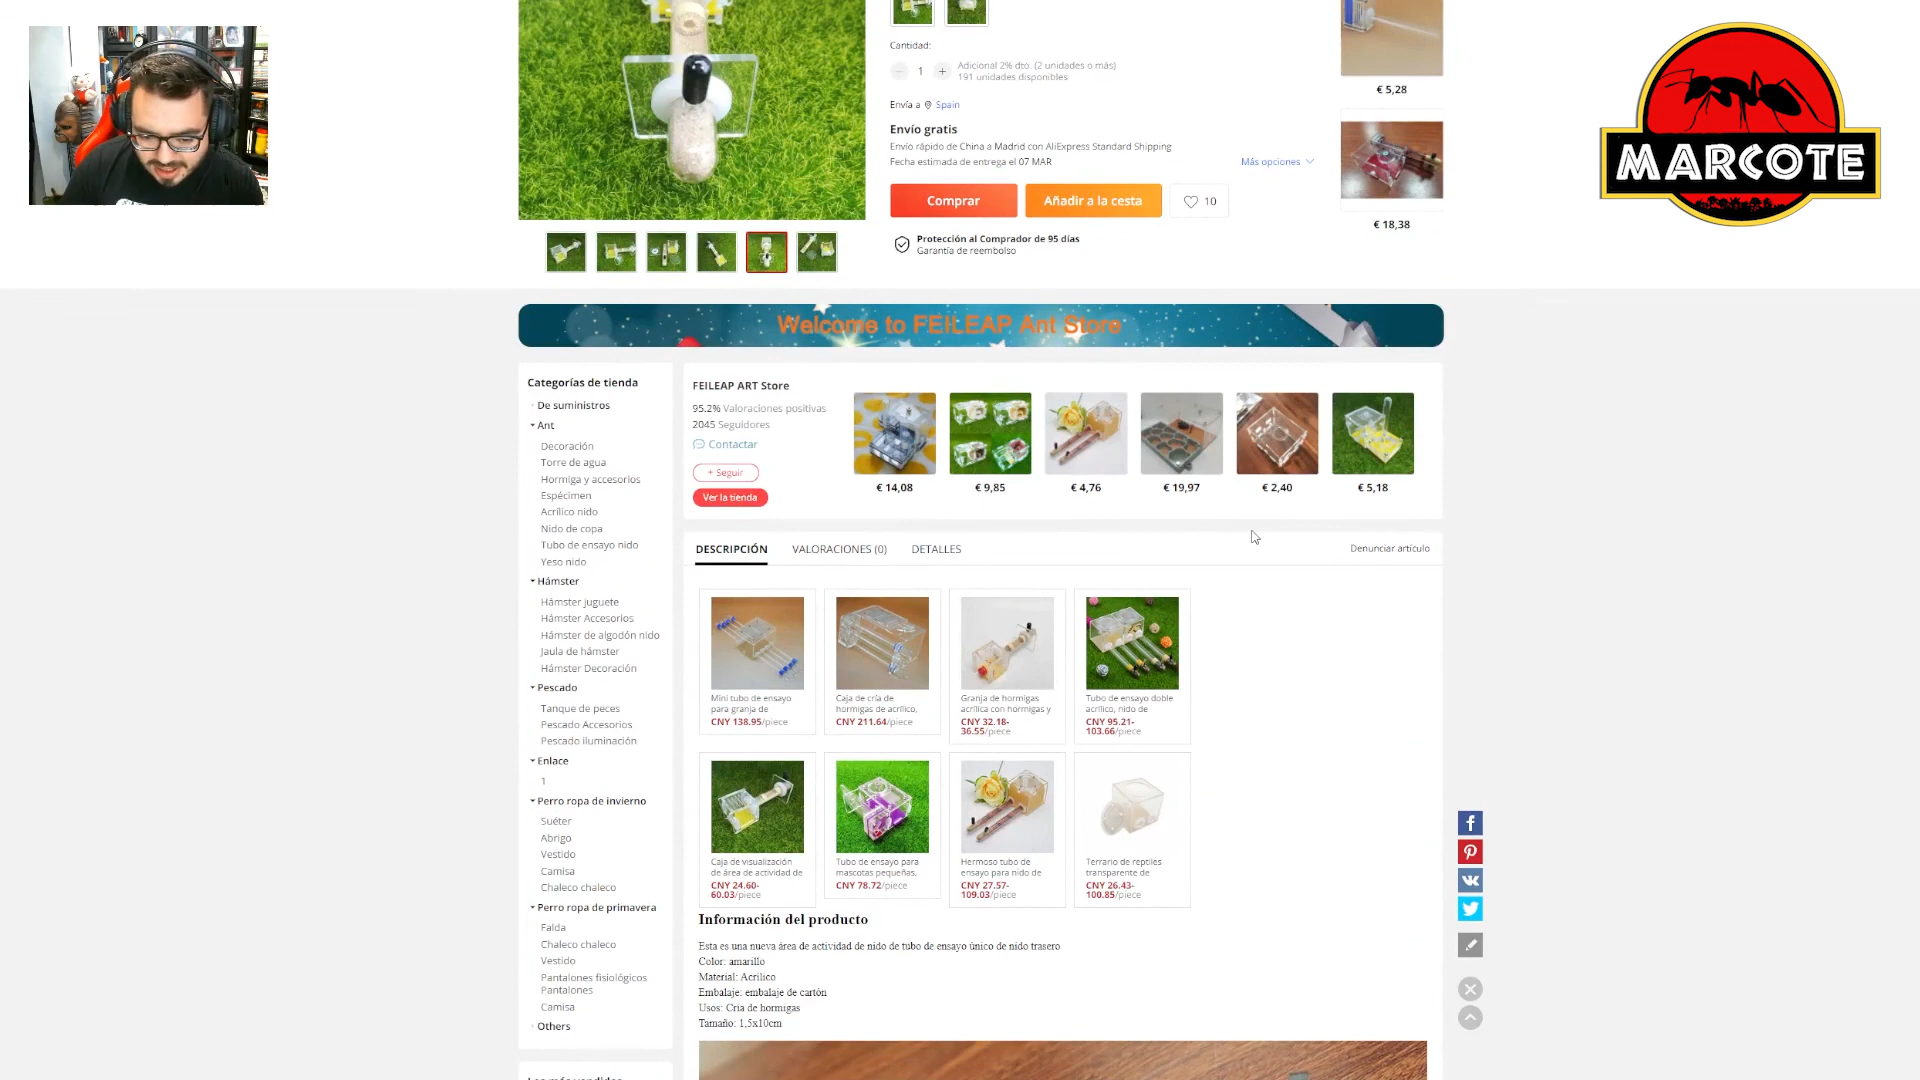 Cantidad:
1
Adicional 2% dto. (2 unidades o más)
191 unidades disponibles
Envía a Spain
Envío gratis
Envío rápido de China a Madrid con AliExpress Standard Shipping
Fecha estimada de entrega el 07 MAR
Más opciones
Comprar
Añadir a la cesta
10
Protección al Comprador de 95 días
Garantía de reembolso
€ 5,28
€ 18,38
MARCOTE
Welcome to FEILEAP Ant Store
Categorías de tienda
De suministros
Ant
Decoración
Torre de agua
Hormiga y accesorios
Espécimen
Acrílico nido
Nido de copa
Tubo de ensayo nido
Yeso nido
Hámster
Hámster juguete
Hámster Accesorios
Hámster de algodón nido
Jaula de hámster
Hámster Decoración
Pescado
Tanque de peces
Pescado Accesorios
Pescado iluminación
Enlace
1
Perro ropa de invierno
Suéter
Abrigo
Vestido
Camisa
Chaleco chaleco
Perro ropa de primavera
Falda
Chaleco chaleco
Vestido
Pantalones fisiológicos
Pantalones
Camisa
Others
FEILEAP ART Store
95.2% Valoraciones positivas
2045 Seguidores
Contactar
+ Seguir
Ver la tienda
€ 14,08
€ 9,85
€ 4,76
€ 19,97
€ 2,40
€ 5,18
DESCRIPCIÓN
VALORACIONES (0)
DETALLES
Denunciar artículo
Mini tubo de ensayo
para granja de
CNY 138.95/piece
Caja de cría de
hormigas de acrílico,
CNY 211.64/piece
Granja de hormigas
acrílica con hormigas y
CNY 32.18-
36.55/piece
Tubo de ensayo doble
acrílico, nido de
CNY 95.21-
103.66/piece
Caja de visualización
de área de actividad de
CNY 24.60-
60.03/piece
Tubo de ensayo para
mascotas pequeñas,
CNY 78.72/piece
Hermoso tubo de
ensayo para nido de
CNY 27.57-
109.03/piece
Terrario de reptiles
transparente de
CNY 26.43-
100.85/piece
Información del producto
Esta es una nueva área de actividad de nido de tubo de ensayo único de nido trasero
Color: amarillo
Material: Acrílico
Embalaje: embalaje de cartón
Usos: Cría de hormigas
Tamaño: 1,5x10cm